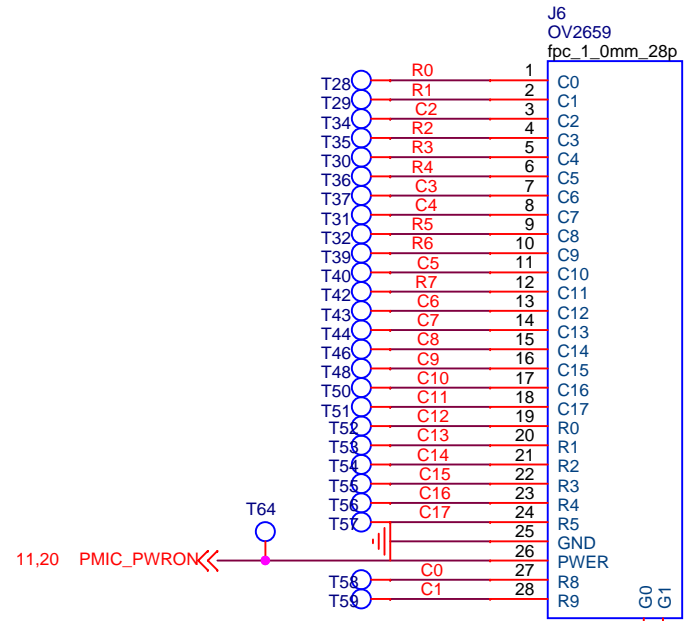 J6
OV2659
fpc_1_0mm_28p
T28 R0 1 C0
T29 R1 2 C1
T34 C2 3 C2
T35 R2 4 C3
T30 R3 5 C4
T36 R4 6 C5
T37 C3 7 C6
T31 C4 8 C7
T32 R5 9 C8
T39 R6 10 C9
T40 C5 11 C10
T42 R7 12 C11
T43 C6 13 C12
T44 C7 14 C13
T46 C8 15 C14
T48 C9 16 C15
T50 C10 17 C16
T51 C11 18 C17
T52 C12 19 R0
T53 C13 20 R1
T54 C14 21 R2
T55 C15 22 R3
T56 C16 23 R4
T57 C17 24 R5
25 GND
T64
11,20 PMIC_PWRON 26 PWER
T58 C0 27 R8
T59 C1 28 R9
G0
G1